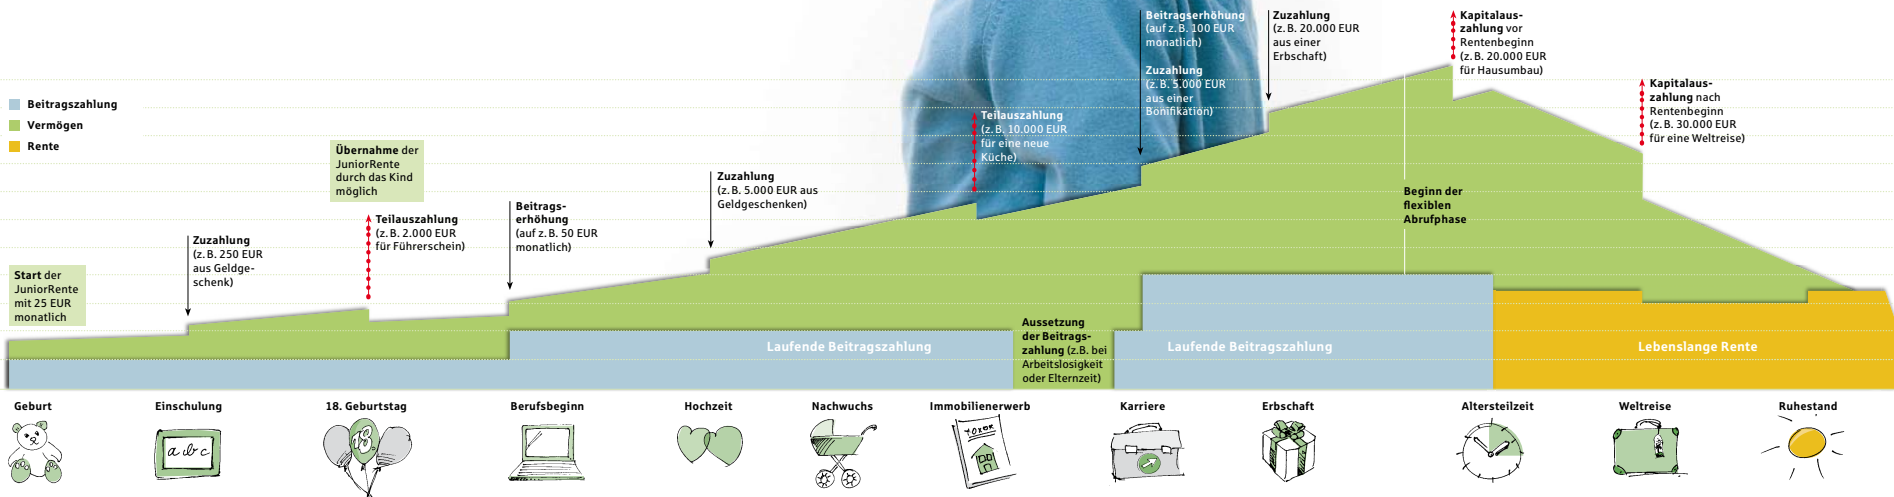 Beitragszahlung
Vermögen
Rente
Start der
JuniorRente
mit 25 EUR
monatlich
Zuzahlung
(z. B. 250 EUR
aus Geldge-
schenk)
Übernahme der
JuniorRente
durch das Kind
möglich
Teilauszahlung
(z. B. 2.000 EUR
für Führerschein)
Beitrags-
erhöhung
(auf z. B. 50 EUR
monatlich)
Zuzahlung
(z. B. 5.000 EUR aus
Geldgeschenken)
Teilauszahlung
(z. B. 10.000 EUR
für eine neue
Küche)
Beitragserhöhung
(auf z. B. 100 EUR
monatlich)
Zuzahlung
(z. B. 5.000 EUR
aus einer
Bonifikation)
Zuzahlung
(z. B. 20.000 EUR
aus einer
Erbschaft)
Kapitalaus-
zahlung vor
Rentenbeginn
(z. B. 20.000 EUR
für Hausumbau)
Kapitalaus-
zahlung nach
Rentenbeginn
(z. B. 30.000 EUR
für eine Weltreise)
Beginn der
flexiblen
Abrufphase
Laufende Beitragszahlung
Aussetzung
der Beitrags-
zahlung (z.B. bei
Arbeitslosigkeit
oder Elternzeit)
Laufende Beitragszahlung
Lebenslange Rente
Geburt
Einschulung
18. Geburtstag
Berufsbeginn
Hochzeit
Nachwuchs
Immobilienerwerb
Karriere
Erbschaft
Altersteilzeit
Weltreise
Ruhestand
a b c
18.